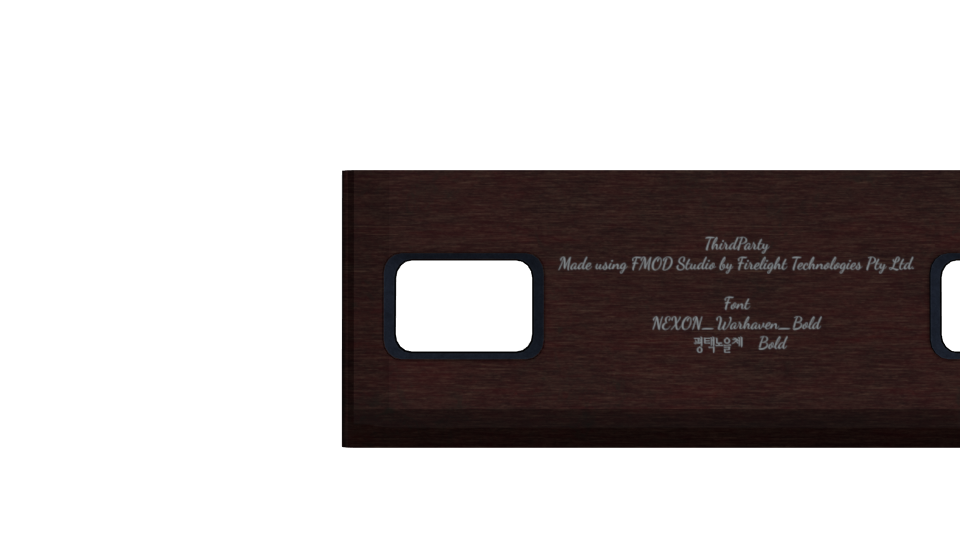 ThirdParty
Made using FMOD Studio by Firelight Technologies Pty Ltd.
Font
NEXON_Warhaven_Bold
평택노을체 Bold